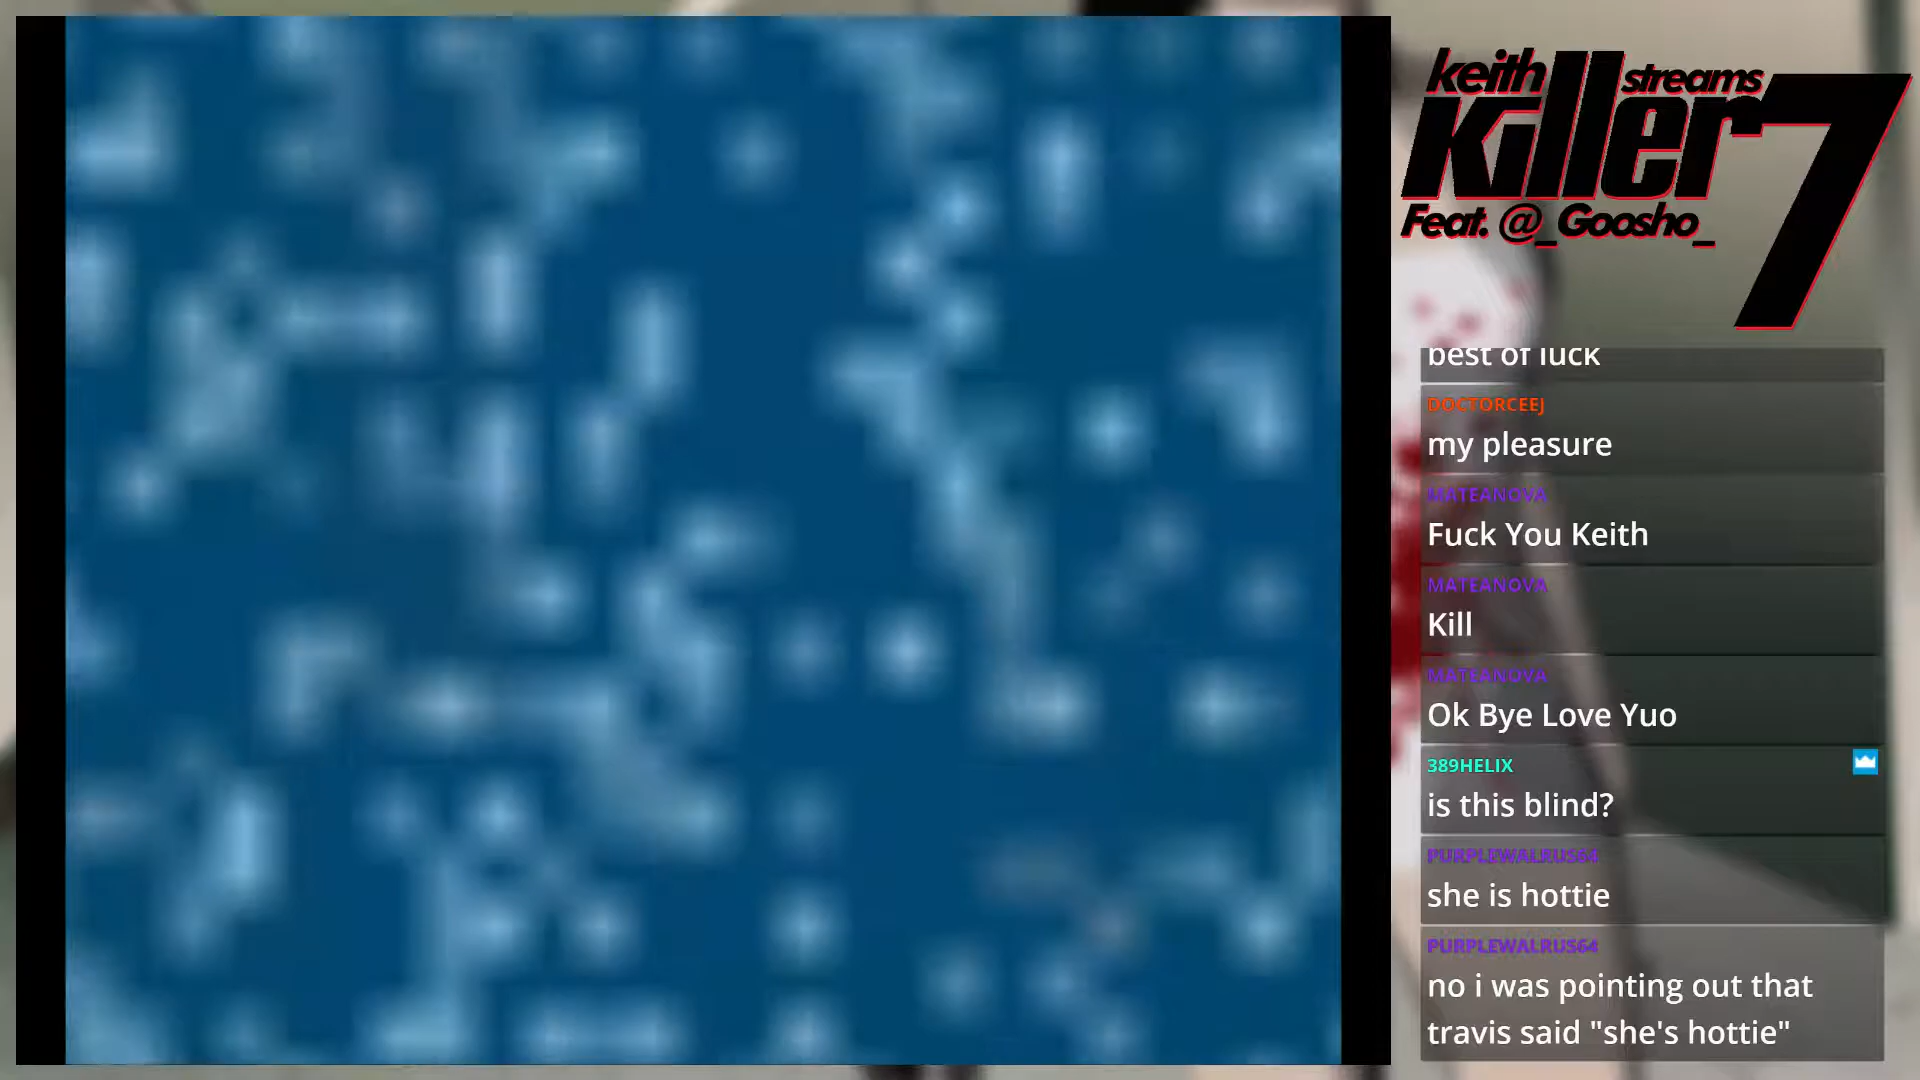 keith streams
Killer7
Feat. @_Goosho_
best of luck
DOCTORCEEJ
my pleasure
MATEANOVA
Fuck You Keith
MATEANOVA
Kill
MATEANOVA
Ok Bye Love Yuo
389HELIX
is this blind?
PURPLEWALRUS64
she is hottie
PURPLEWALRUS64
no i was pointing out that
travis said "she's hottie"